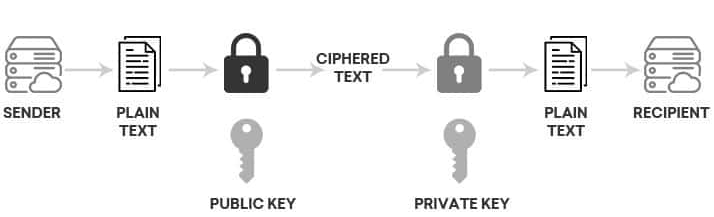 CIPHERED
TEXT
SENDER
PLAIN
TEXT
PLAIN
TEXT
RECIPIENT
PUBLIC KEY
PRIVATE KEY